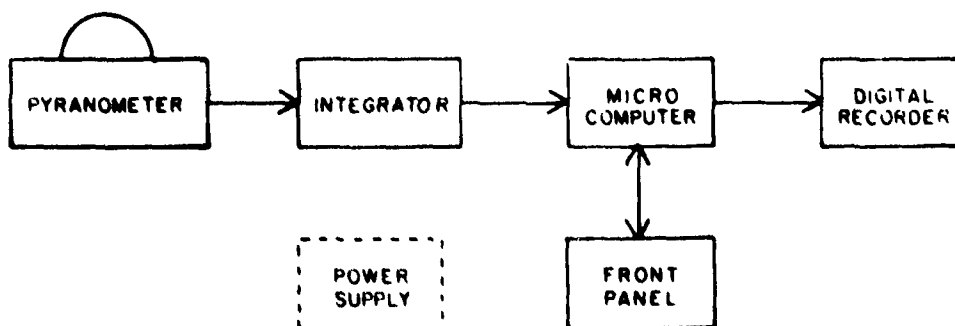 PYRANOMETER
INTEGRATOR
MICRO
COMPUTER
DIGITAL
RECORDER
POWER
SUPPLY
FRONT
PANEL